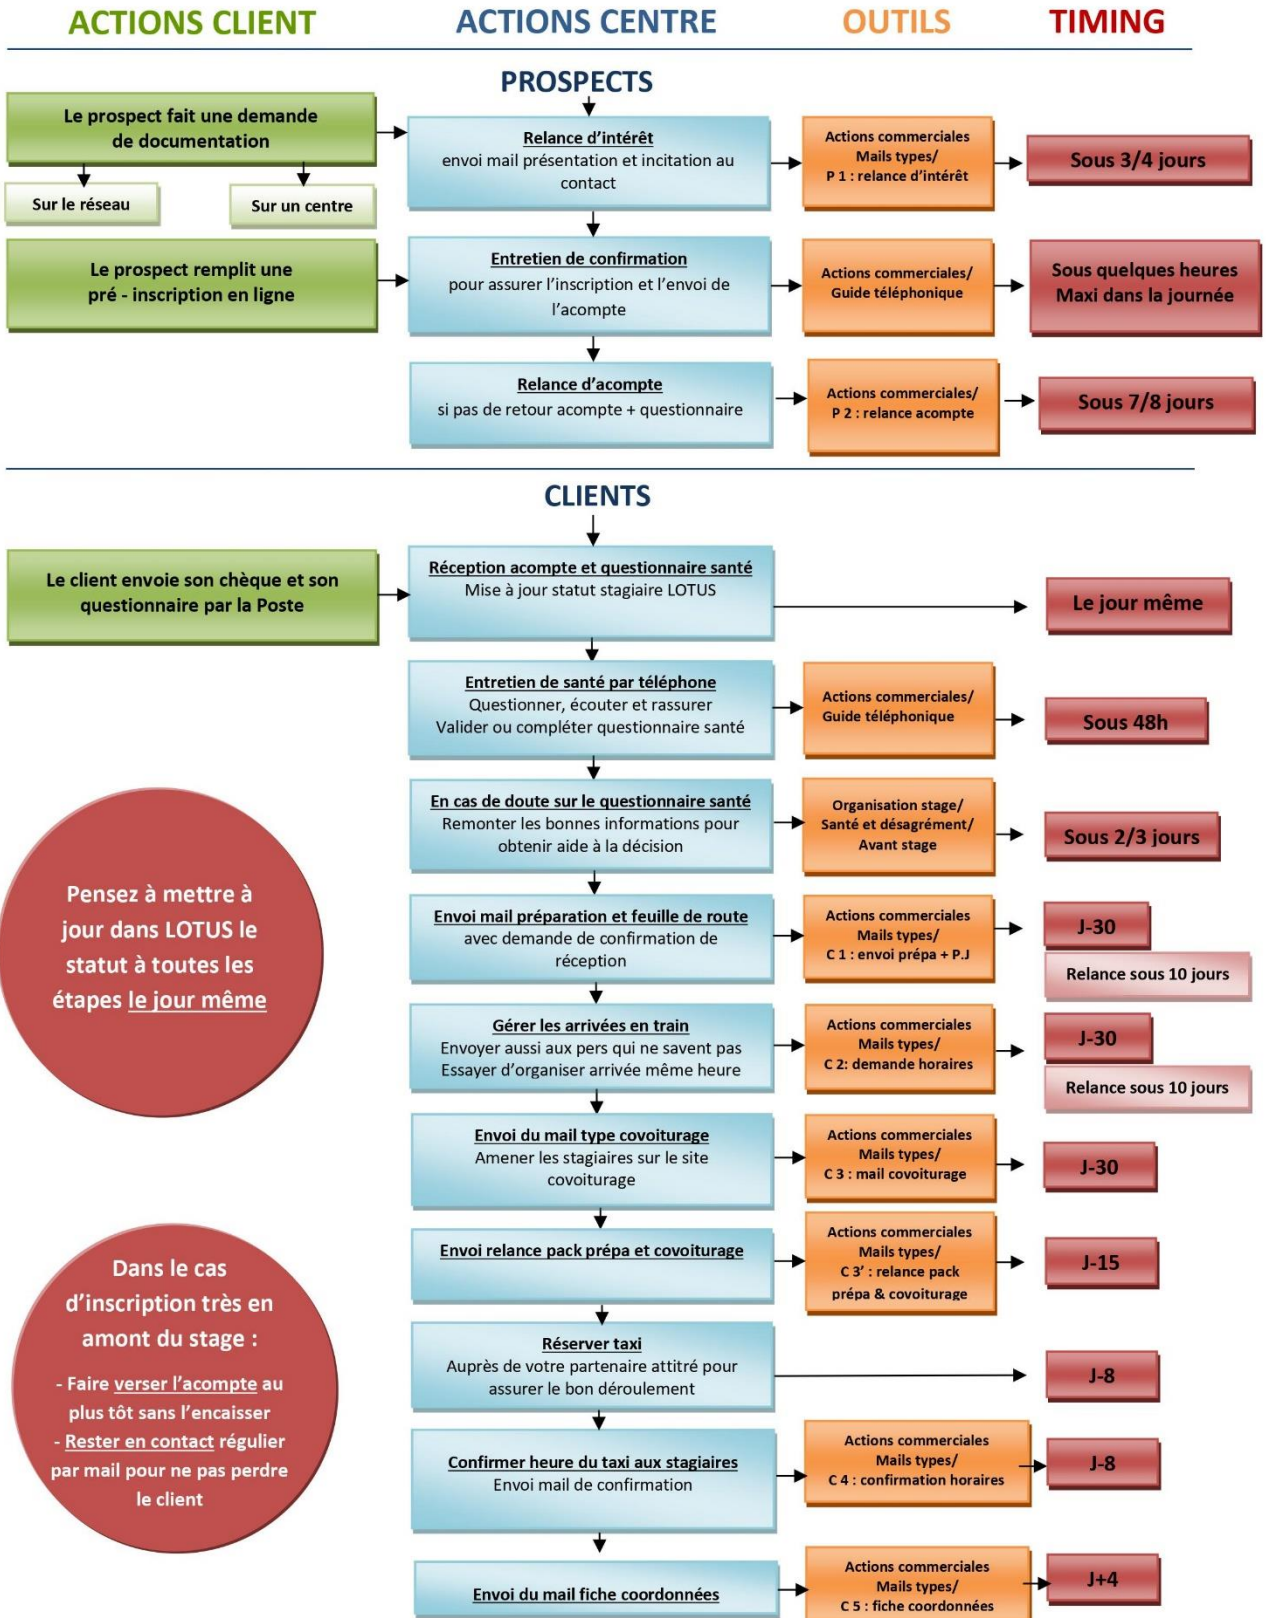 ACTIONS CLIENT
ACTIONS CENTRE
OUTILS
TIMING
PROSPECTS
Le prospect fait une demande
de documentation
Sur le réseau
Sur un centre
Relance d'intérêt
envoi mail présentation et incitation au
contact
Actions commerciales
Mails types/
P 1 : relance d'intérêt
Sous 3/4 jours
Le prospect remplit une
pré - inscription en ligne
Entretien de confirmation
pour assurer l'inscription et l'envoi de
l'acompte
Actions commerciales/
Guide téléphonique
Sous quelques heures
Maxi dans la journée
Relance d'acompte
si pas de retour acompte + questionnaire
Actions commerciales/
P 2 : relance acompte
Sous 7/8 jours
CLIENTS
Le client envoie son chèque et son
questionnaire par la Poste
Réception acompte et questionnaire santé
Mise à jour statut stagiaire LOTUS
Le jour même
Entretien de santé par téléphone
Questionner, écouter et rassurer
Valider ou compléter questionnaire santé
Actions commerciales/
Guide téléphonique
Sous 48h
En cas de doute sur le questionnaire santé
Remonter les bonnes informations pour
obtenir aide à la décision
Organisation stage/
Santé et désagrément/
Avant stage
Sous 2/3 jours
Pensez à mettre à
jour dans LOTUS le
statut à toutes les
étapes le jour même
Envoi mail préparation et feuille de route
avec demande de confirmation de
réception
Actions commerciales
Mails types/
C 1 : envoi prépa + P.J
J-30
Relance sous 10 jours
Gérer les arrivées en train
Envoyer aussi aux pers qui ne savent pas
Essayer d'organiser arrivée même heure
Actions commerciales
Mails types/
C 2: demande horaires
J-30
Relance sous 10 jours
Envoi du mail type covoiturage
Amener les stagiaires sur le site
covoiturage
Actions commerciales
Mails types/
C 3 : mail covoiturage
J-30
Envoi relance pack prépa et covoiturage
Actions commerciales
Mails types/
C 3' : relance pack
prépa & covoiturage
J-15
Dans le cas
d'inscription très en
amont du stage :
- Faire verser l'acompte au
plus tôt sans l'encaisser
- Rester en contact régulier
par mail pour ne pas perdre
le client
Réserver taxi
Auprès de votre partenaire attitré pour
assurer le bon déroulement
J-8
Confirmer heure du taxi aux stagiaires
Envoi mail de confirmation
Actions commerciales
Mails types/
C 4 : confirmation horaires
J-8
Envoi du mail fiche coordonnées
Actions commerciales
Mails types/
C 5 : fiche coordonnées
J+4